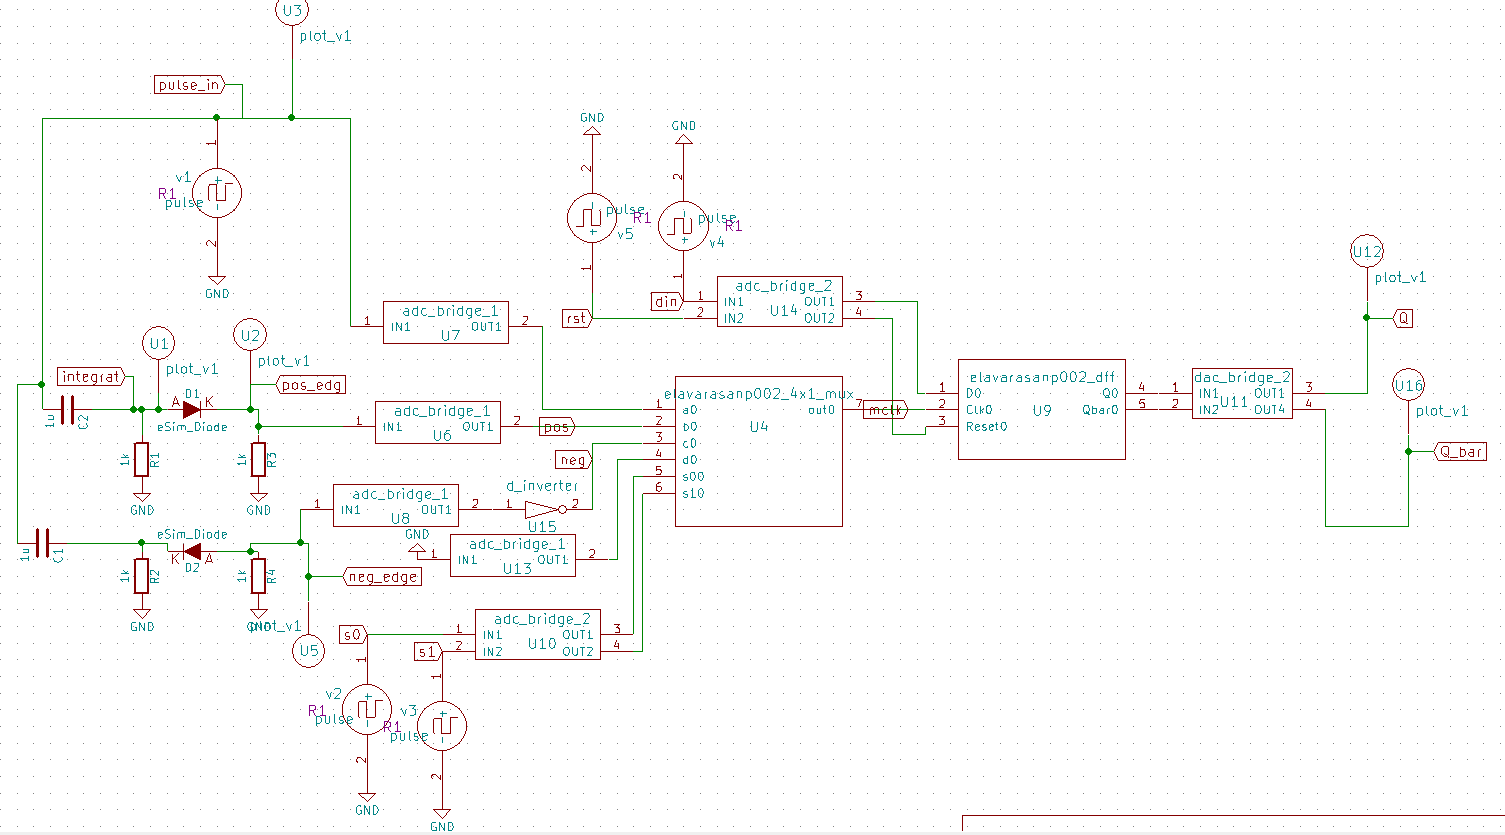 U3
plot_v1
pulse_in
1
v1
R1
pulse
2
GND
GND
GND
2
2
pulse
R1
v5
pulse
R1
v4
1
1
U12
plot_v1
adc_bridge_2
din
1
IN1
OUT1
3
U14
rst
2
IN2
OUT2
4
Q
adc_bridge_1
1
IN1
OUT1
2
U7
U1
plot_v1
U2
plot_v1
integrat
pos_edg
D1
A
K
eSim_Diode
1u
C2
adc_bridge_1
1
IN1
OUT1
2
U6
pos
neg
elavarasanp002_4x1_mux
1
a0
out0
7
mclk
2
b0
U4
3
c0
4
d0
5
s00
6
s10
elavarasanp002_dff
1
D0
Q0
4
2
Clk0
U9
Qbar0
5
3
Reset0
dac_bridge_2
1
IN1
OUT1
3
U11
2
IN2
OUT4
4
U16
plot_v1
Q_bar
1k
R1
1k
R3
GND
GND
adc_bridge_1
1
IN1
OUT1
2
U8
d_inverter
1
2
U15
GND
adc_bridge_1
1
IN1
OUT1
2
U13
eSim_Diode
K
A
D2
1u
C1
1k
R2
1k
R4
neg_edge
GND
GND
plot_v1
U5
adc_bridge_2
s0
1
IN1
OUT1
3
U10
s1
2
IN2
OUT2
4
1
v2
R1
pulse
2
GND
1
v3
R1
pulse
2
GND